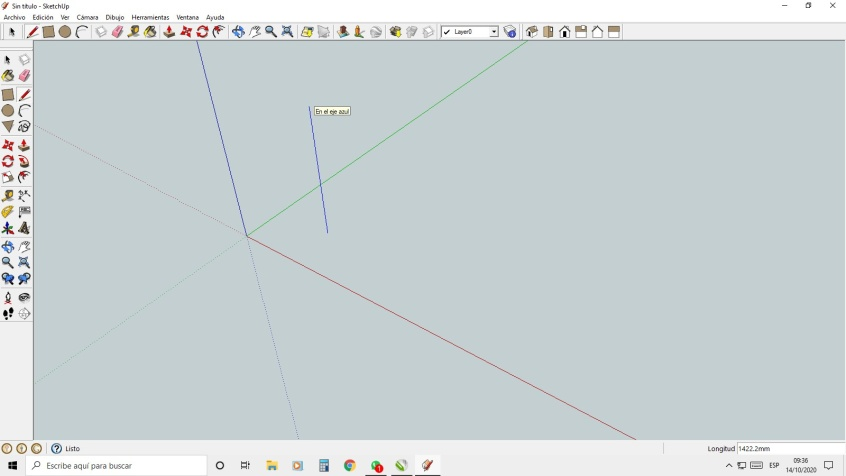 Sin título - SketchUp
Archivo Edición Ver Cámara Dibujo Herramientas Ventana Ayuda
Layer0
En el eje azul
Listo
Longitud 1422.2mm
Escribe aquí para buscar
ESP
09:36
14/10/2020